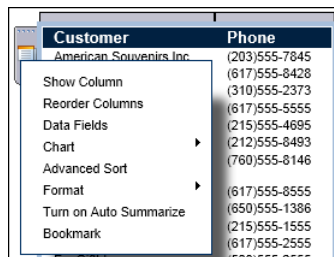 Customer Phone
American Souvenirs Inc (203)555-7845
(617)555-8428
Show Column
(310)555-2373
Reorder Columns
(617)555-5555
Data Fields
(215)555-4695
Chart
(212)555-8493
Advanced Sort
(760)555-8146
Format
(617)555-8555
Turn on Auto Summarize
(650)555-1386
Bookmark
(215)555-1555
(617)555-2555